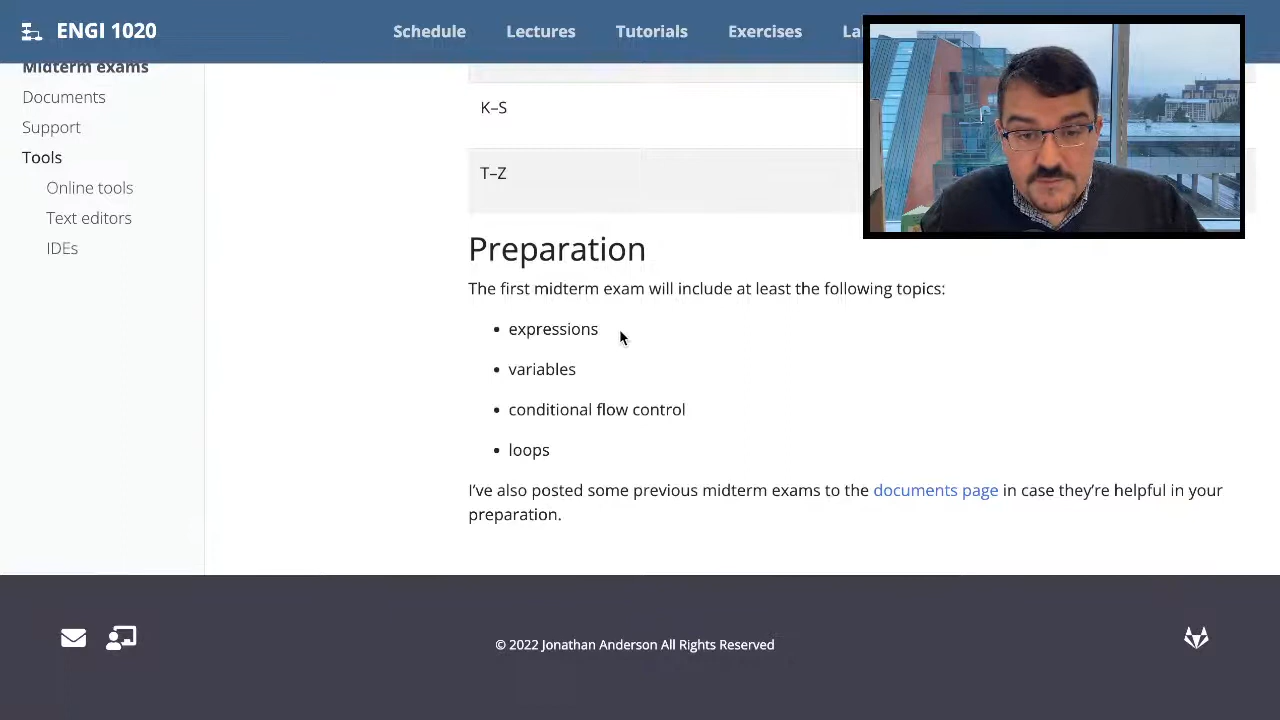 ENGI 1020
Schedule
Lectures
Tutorials
Exercises
Midterm exams
Documents
Support
Tools
Online tools
Text editors
IDEs
K–S
T–Z
Preparation
The first midterm exam will include at least the following topics:
• expressions
• variables
• conditional flow control
• loops
I've also posted some previous midterm exams to the documents page in case they're helpful in your
preparation.
© 2022 Jonathan Anderson All Rights Reserved